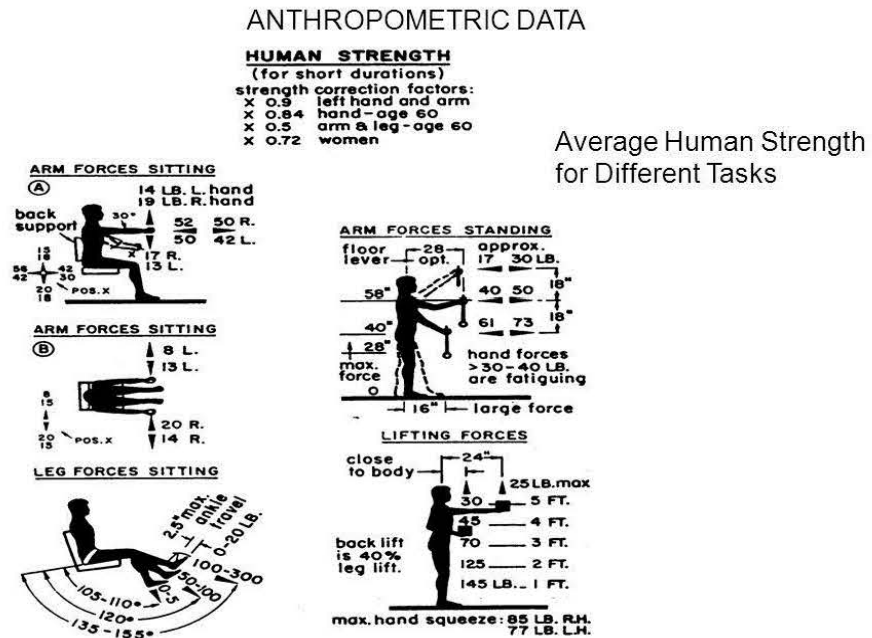 ANTHROPOMETRIC DATA
HUMAN STRENGTH
(for short durations)
strength correction factors:
X 0.9 left hand and arm
X 0.84 hand-age 60
X 0.5 arm & leg-age 60
X 0.72 women
Average Human Strength
for Different Tasks
ARM FORCES SITTING
A
14 LB. L. hand
19 LB. R. hand
back
support
30°
52 50 R.
50 42 L.
X
17 R.
13 L.
15
18
56
42
42
30
20
18
POS. X
ARM FORCES SITTING
B
8 L.
13 L.
8
15
20
15
POS. X
20 R.
14 R.
LEG FORCES SITTING
2.5" max.
ankle
travel
0-20 LB.
100-300
50-100
0-5
105-110°
120°
135-155°
ARM FORCES STANDING
floor
lever
28
opt.
approx.
17 30 LB.
18"
58"
40 50
18"
40"
61 73
28"
max.
force
0
hand forces
>30-40 LB.
are fatiguing
16"
large force
LIFTING FORCES
close
to body
24"
25 LB. max
30 5 FT.
45 4 FT.
70 3 FT.
125 2 FT.
145 LB. 1 FT.
back lift
is 40%
leg lift.
max. hand squeeze: 85 LB. R.H.
77 LB. L.H.